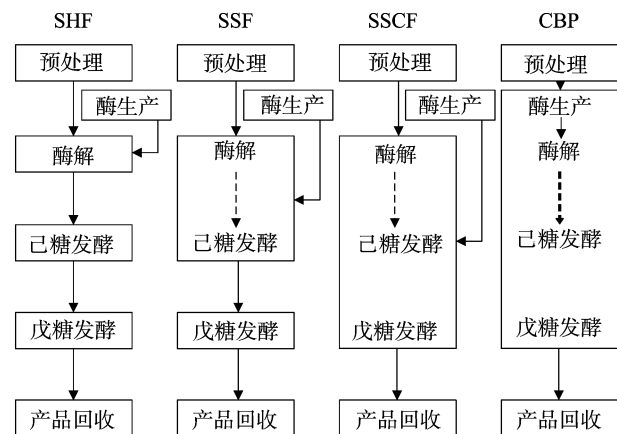 SHF
SSF
SSCF
CBP
预处理
预处理
预处理
预处理
酶生产
酶生产
酶生产
酶生产
酶解
酶解
酶解
酶解
己糖发酵
己糖发酵
己糖发酵
己糖发酵
戊糖发酵
戊糖发酵
戊糖发酵
戊糖发酵
产品回收
产品回收
产品回收
产品回收